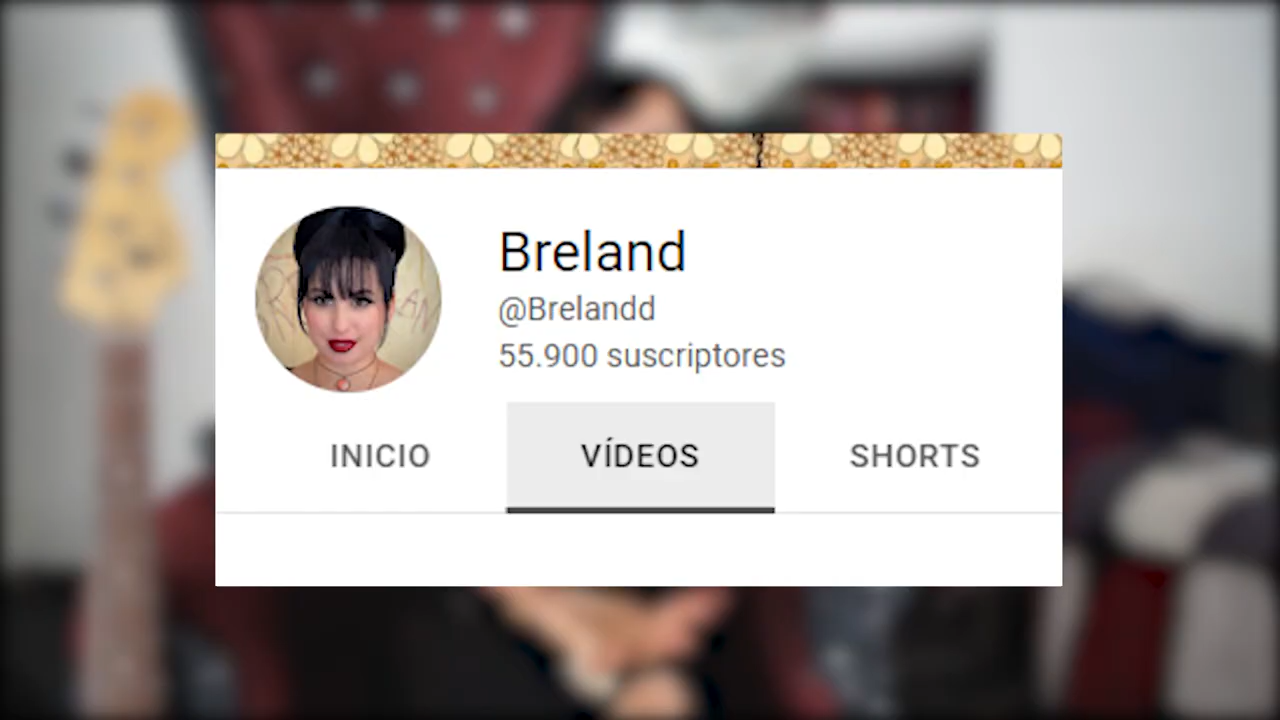 Breland
@Brelandd
55.900 suscriptores
INICIO
VÍDEOS
SHORTS